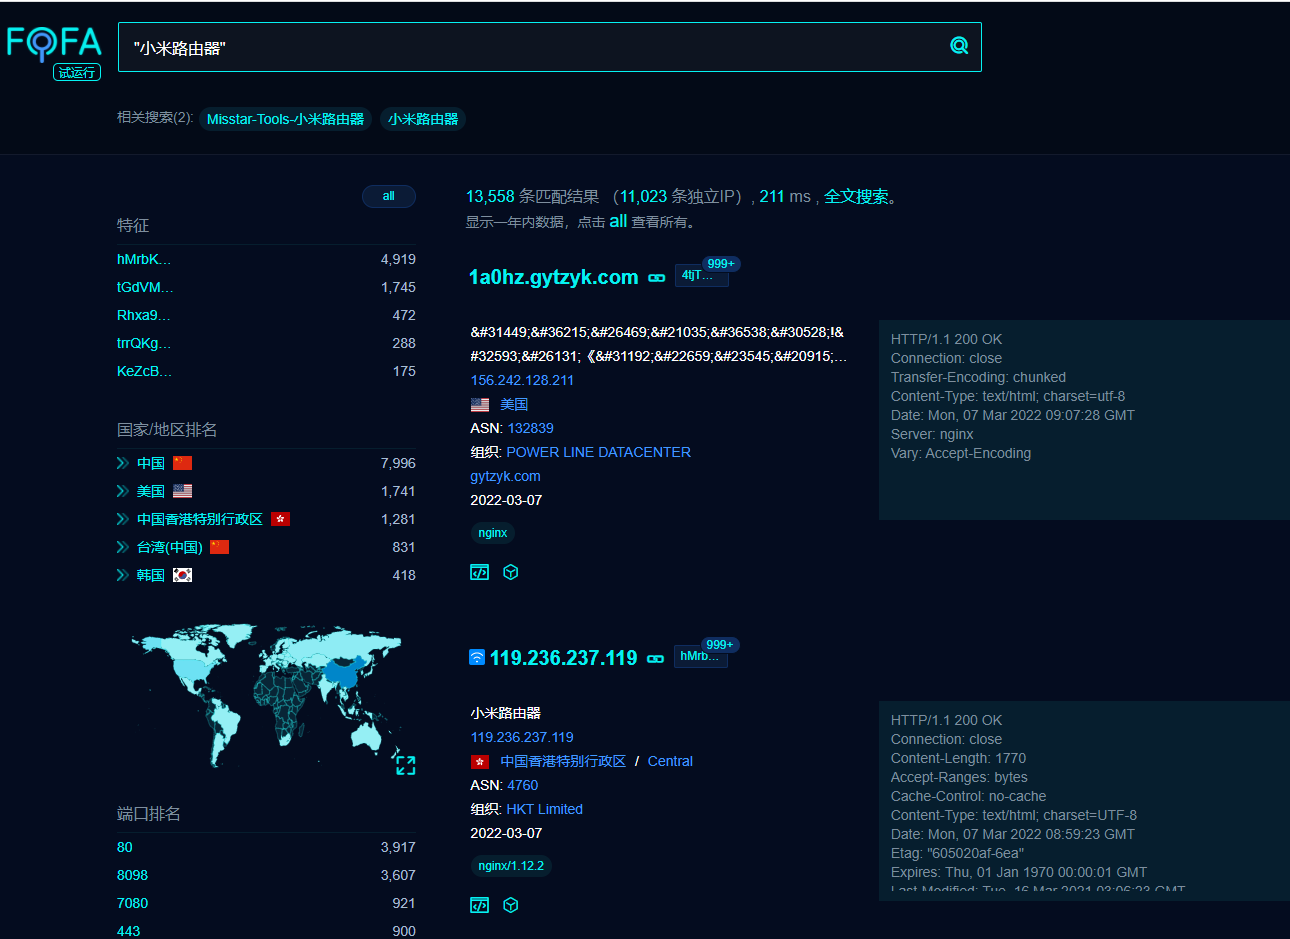 FOFA
试运行
"小米路由器"
相关搜索(2): Misstar-Tools-小米路由器 小米路由器
all
特征
hMrbK... 4,919
tGdVM... 1,745
Rhxa9... 472
trrQKg... 288
KeZcB... 175
国家/地区排名
中国 7,996
美国 1,741
中国香港特别行政区 1,281
台湾(中国) 831
韩国 418
端口排名
80 3,917
8098 3,607
7080 921
443 900
13,558 条匹配结果 （11,023 条独立IP）, 211 ms , 全文搜索。
显示一年内数据，点击 all 查看所有。
1a0hz.gytzyk.com 4tjT... 999+
&#31449;&#36215;&#26469;&#21035;&#36538;&#30528;!&
#32593;&#26131;《&#31192;&#22659;&#23545;&#20915;...
156.242.128.211
美国
ASN: 132839
组织: POWER LINE DATACENTER
gytzyk.com
2022-03-07
nginx
HTTP/1.1 200 OK
Connection: close
Transfer-Encoding: chunked
Content-Type: text/html; charset=utf-8
Date: Mon, 07 Mar 2022 09:07:28 GMT
Server: nginx
Vary: Accept-Encoding
119.236.237.119 hMrb... 999+
小米路由器
119.236.237.119
中国香港特别行政区 / Central
ASN: 4760
组织: HKT Limited
2022-03-07
nginx/1.12.2
HTTP/1.1 200 OK
Connection: close
Content-Length: 1770
Accept-Ranges: bytes
Cache-Control: no-cache
Content-Type: text/html; charset=UTF-8
Date: Mon, 07 Mar 2022 08:59:23 GMT
Etag: "605020af-6ea"
Expires: Thu, 01 Jan 1970 00:00:01 GMT
Last-Modified: Tue, 16 Mar 2021 03:06:23 GMT